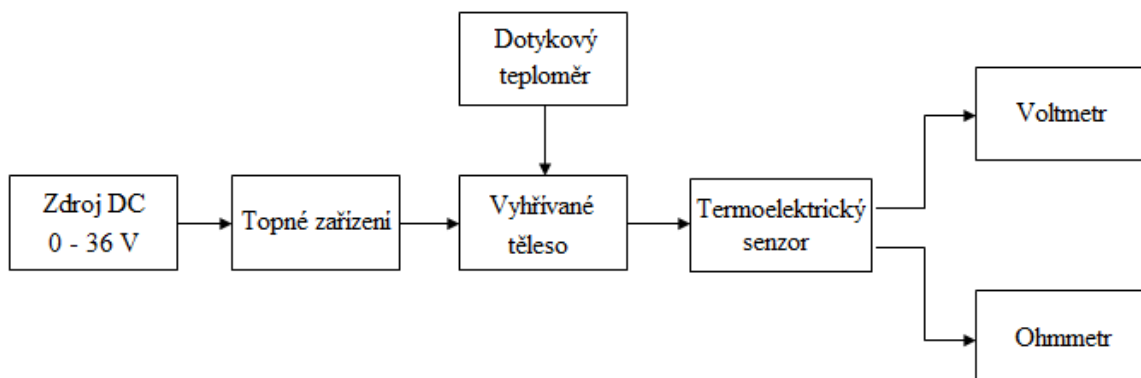 Dotykový
teploměr
Voltmetr
Zdroj DC
0 - 36 V
Topné zařízení
Vyhřívané
těleso
Termoelektrický
senzor
Ohmmetr